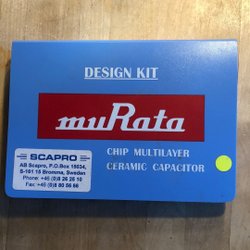 DESIGN KIT
muRata
CHIP MULTILAYER
CERAMIC CAPACITOR
SCAPRO
AB Scapro, P.O.Box 18634,
S-161 15 Bromma, Sweden
Phone: +46 (0)8 26 25 10
Fax: +46 (0)8 80 56 66